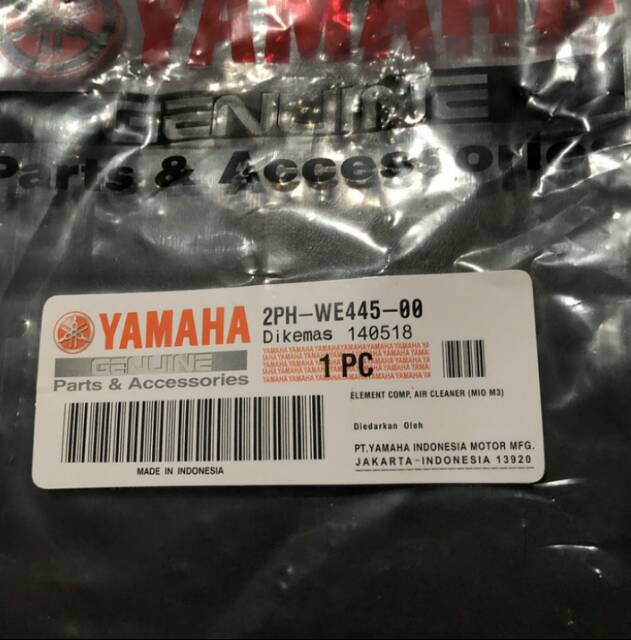 YAMAHA
GENUINE
Parts & Accessories
YAMAHA
GENUINE
Parts & Accessories
2PH-WE445-00
Dikemas 140518
1 PC
ELEMENT COMP, AIR CLEANER (MIO M3)
Diedarkan Oleh
PT.YAMAHA INDONESIA MOTOR MFG.
JAKARTA-INDONESIA 13920
MADE IN INDONESIA